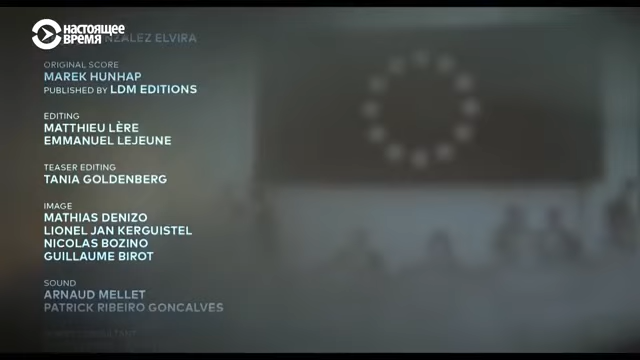 НАСТОЯЩЕЕ
ВРЕМЯ
ELVIRA
ORIGINAL SCORE
MAREK HUNHAP
PUBLISHED BY LDM EDITIONS
EDITING
MATTHIEU LÈRE
EMMANUEL LEJEUNE
TEASER EDITING
TANIA GOLDENBERG
IMAGE
MATHIAS DENIZO
LIONEL JAN KERGUISTEL
NICOLAS BOZINO
GUILLAUME BIROT
SOUND
ARNAUD MELLET
PATRICK RIBEIRO GONCALVES